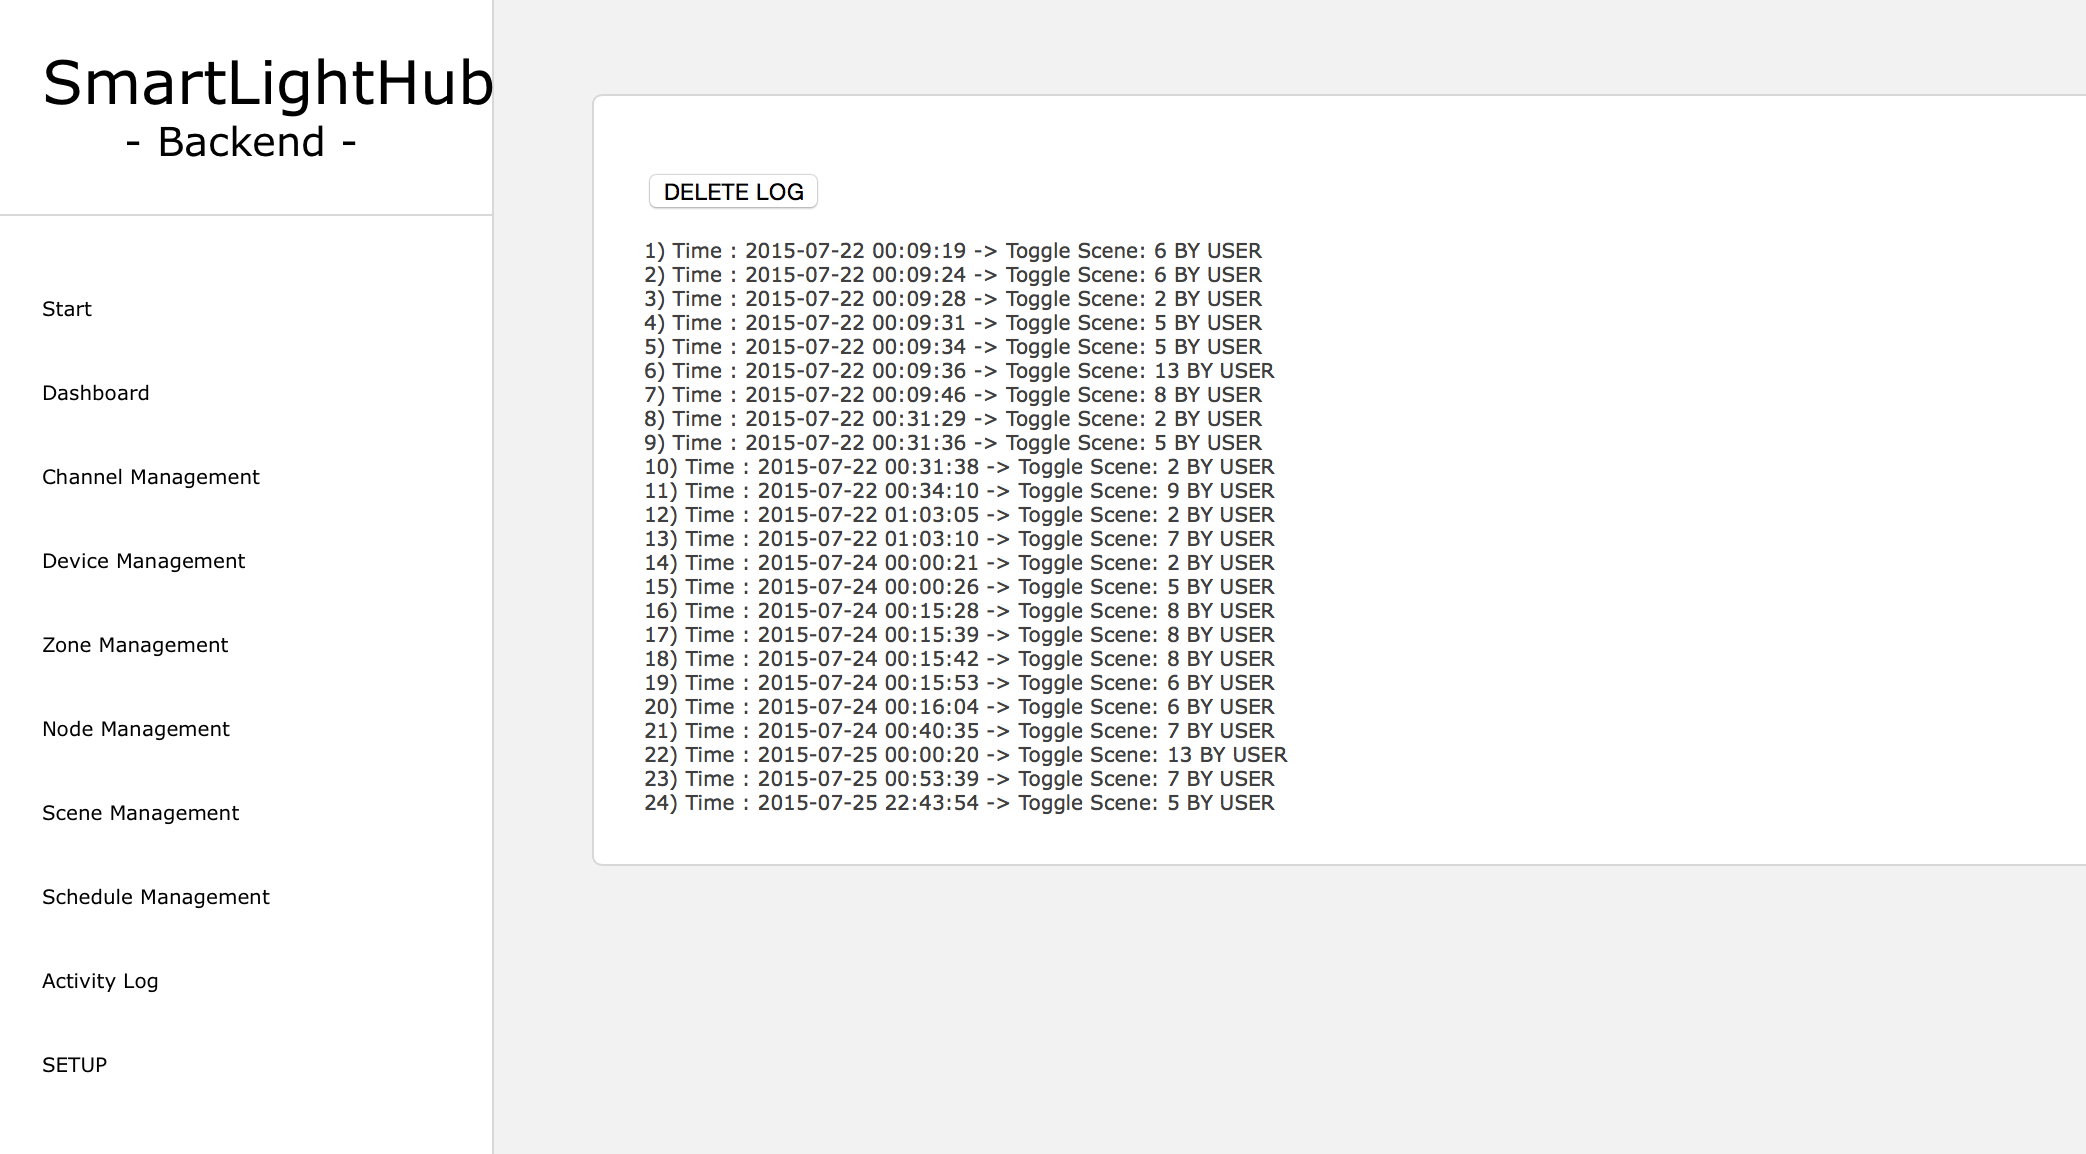 SmartLightHub
- Backend -
Start
Dashboard
Channel Management
Device Management
Zone Management
Node Management
Scene Management
Schedule Management
Activity Log
SETUP
DELETE LOG
1) Time : 2015-07-22 00:09:19 -> Toggle Scene: 6 BY USER
2) Time : 2015-07-22 00:09:24 -> Toggle Scene: 6 BY USER
3) Time : 2015-07-22 00:09:28 -> Toggle Scene: 2 BY USER
4) Time : 2015-07-22 00:09:31 -> Toggle Scene: 5 BY USER
5) Time : 2015-07-22 00:09:34 -> Toggle Scene: 5 BY USER
6) Time : 2015-07-22 00:09:36 -> Toggle Scene: 13 BY USER
7) Time : 2015-07-22 00:09:46 -> Toggle Scene: 8 BY USER
8) Time : 2015-07-22 00:31:29 -> Toggle Scene: 2 BY USER
9) Time : 2015-07-22 00:31:36 -> Toggle Scene: 5 BY USER
10) Time : 2015-07-22 00:31:38 -> Toggle Scene: 2 BY USER
11) Time : 2015-07-22 00:34:10 -> Toggle Scene: 9 BY USER
12) Time : 2015-07-22 01:03:05 -> Toggle Scene: 2 BY USER
13) Time : 2015-07-22 01:03:10 -> Toggle Scene: 7 BY USER
14) Time : 2015-07-24 00:00:21 -> Toggle Scene: 2 BY USER
15) Time : 2015-07-24 00:00:26 -> Toggle Scene: 5 BY USER
16) Time : 2015-07-24 00:15:28 -> Toggle Scene: 8 BY USER
17) Time : 2015-07-24 00:15:39 -> Toggle Scene: 8 BY USER
18) Time : 2015-07-24 00:15:42 -> Toggle Scene: 8 BY USER
19) Time : 2015-07-24 00:15:53 -> Toggle Scene: 6 BY USER
20) Time : 2015-07-24 00:16:04 -> Toggle Scene: 6 BY USER
21) Time : 2015-07-24 00:40:35 -> Toggle Scene: 7 BY USER
22) Time : 2015-07-25 00:00:20 -> Toggle Scene: 13 BY USER
23) Time : 2015-07-25 00:53:39 -> Toggle Scene: 7 BY USER
24) Time : 2015-07-25 22:43:54 -> Toggle Scene: 5 BY USER